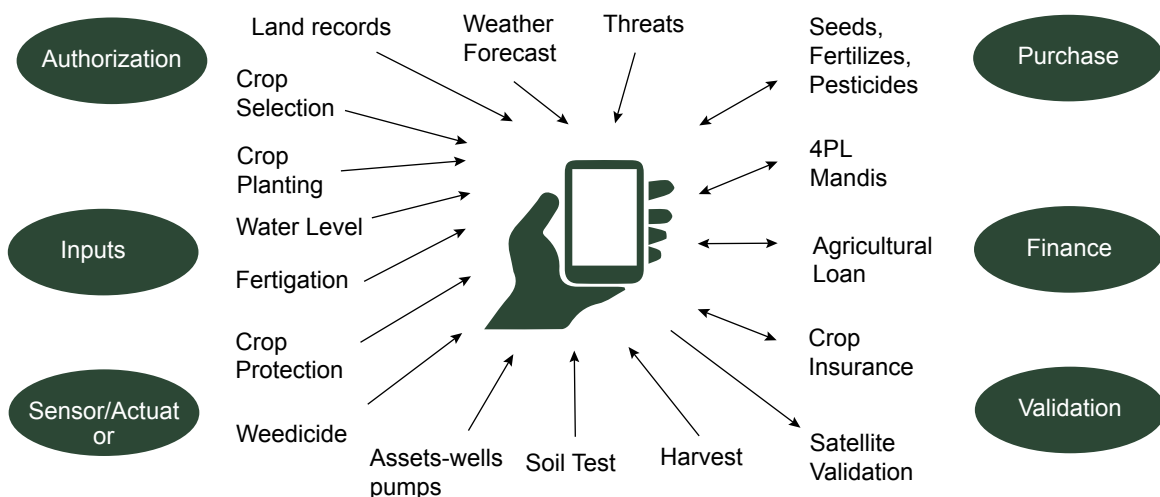 Authorization
Land records
Weather
Forecast
Threats
Seeds,
Fertilizes,
Pesticides
Purchase
Crop
Selection
Crop
Planting
4PL
Mandis
Inputs
Water Level
Agricultural
Loan
Finance
Fertigation
Crop
Protection
Crop
Insurance
Sensor/Actuat
or
Weedicide
Assets-wells
pumps
Soil Test
Harvest
Satellite
Validation
Validation